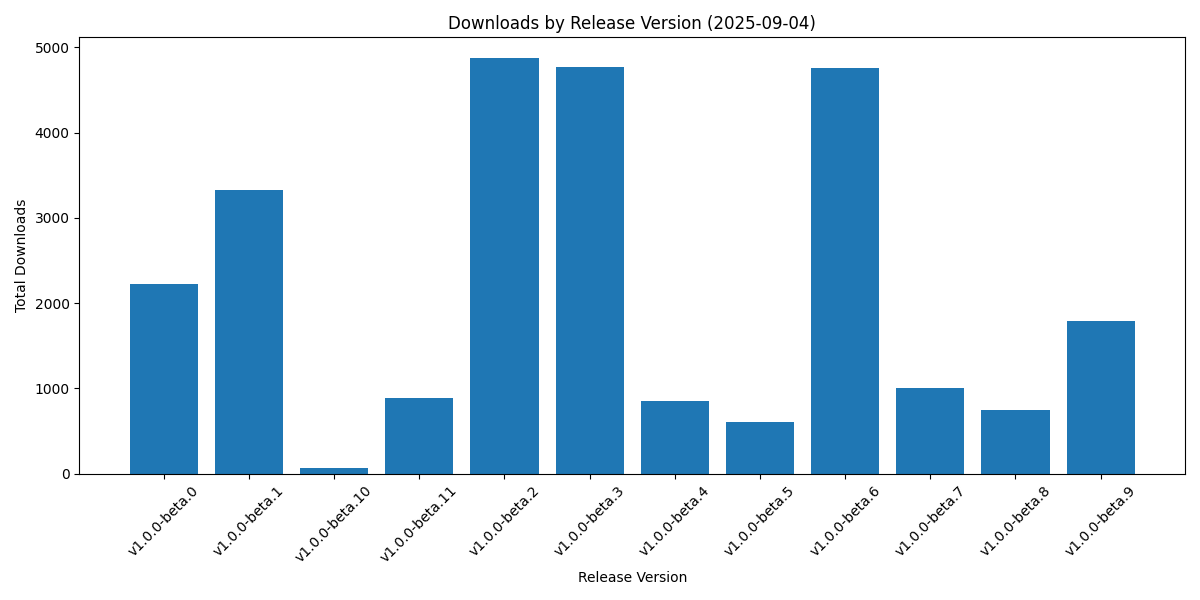 Downloads by Release Version (2025-09-04)
Total Downloads
5000
4000
3000
2000
1000
0
v1.0.0-beta.0
v1.0.0-beta.1
v1.0.0-beta.10
v1.0.0-beta.11
v1.0.0-beta.2
v1.0.0-beta.3
v1.0.0-beta.4
v1.0.0-beta.5
v1.0.0-beta.6
v1.0.0-beta.7
v1.0.0-beta.8
v1.0.0-beta.9
Release Version